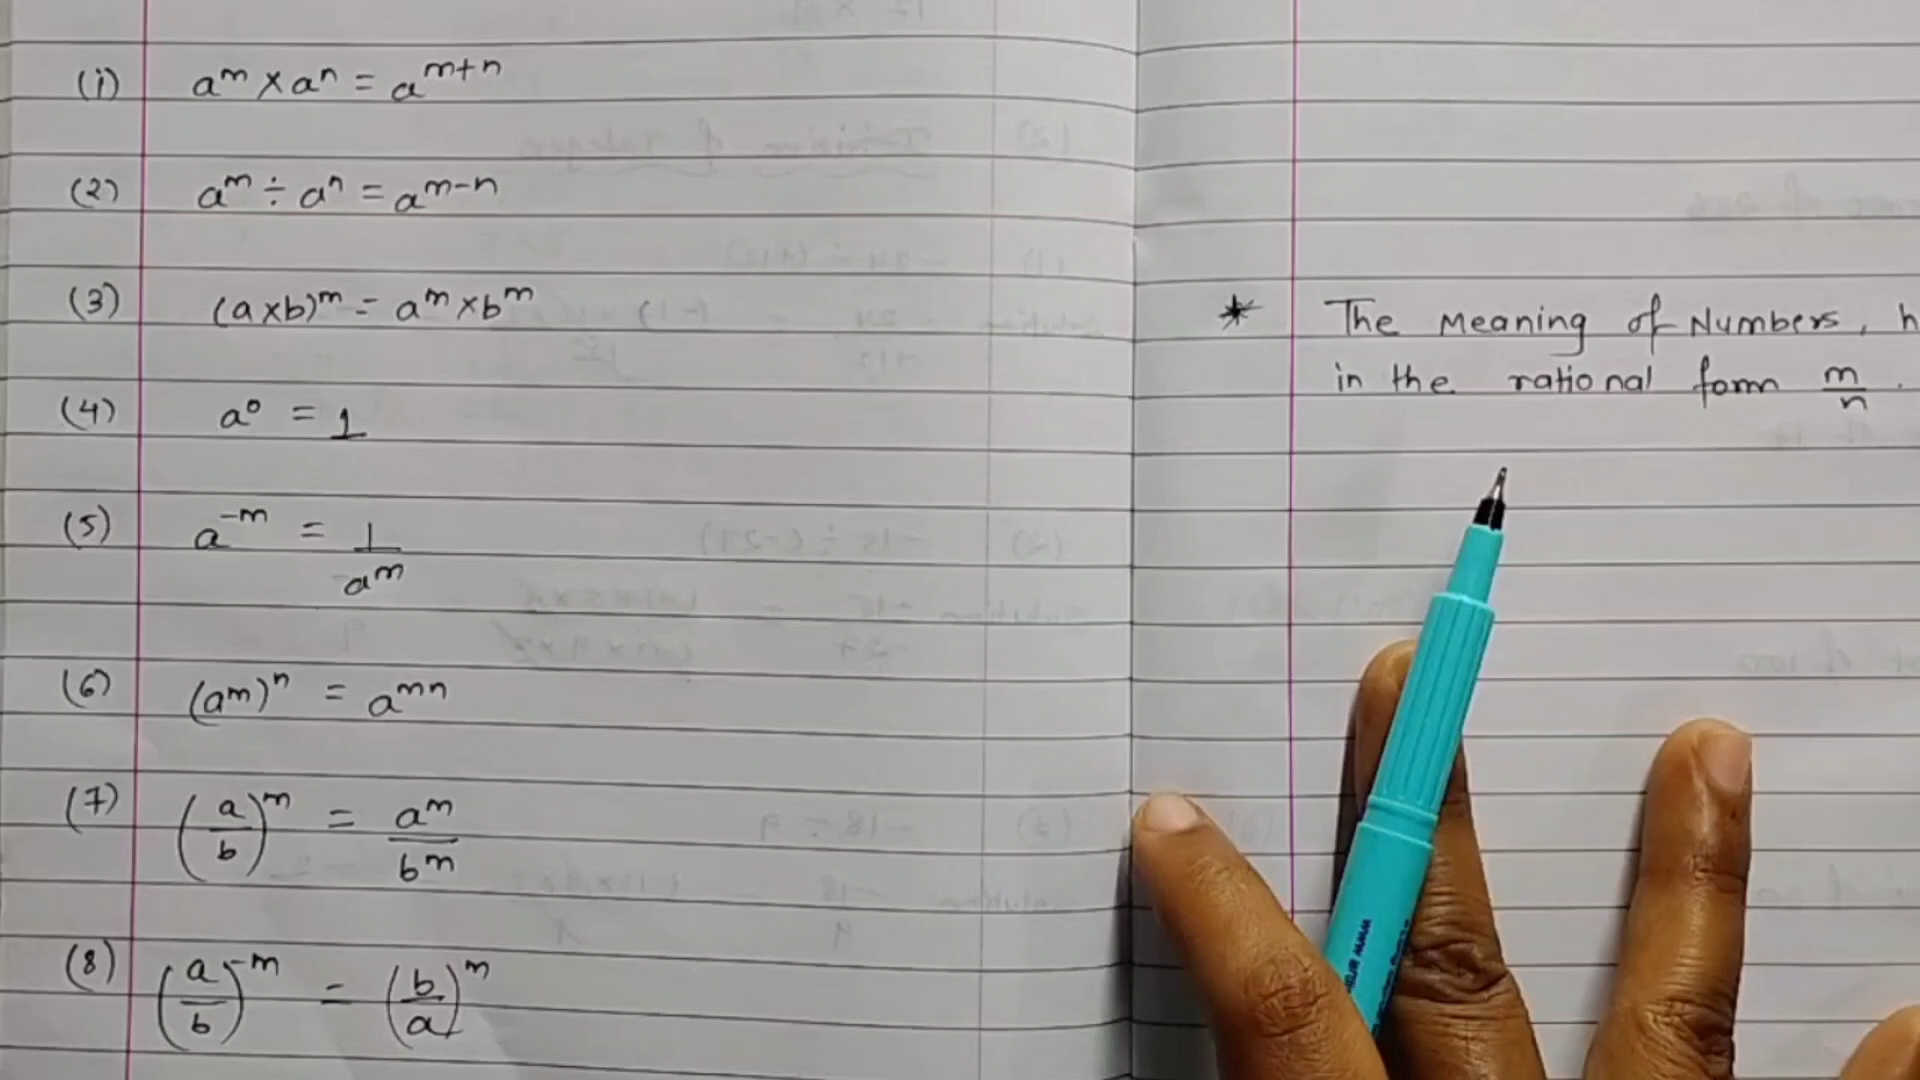 (1) a^m × a^n = a^(m+n)
(2) a^m ÷ a^n = a^(m-n)
(3) (a×b)^m = a^m × b^m
(4) a^0 = 1
(5) a^(-m) = 1/a^m
(6) (a^m)^n = a^(mn)
(7) (a/b)^m = a^m/b^m
(8) (a/b)^(-m) = (b/a)^m
* The Meaning of Numbers, h
in the rational form m/n.